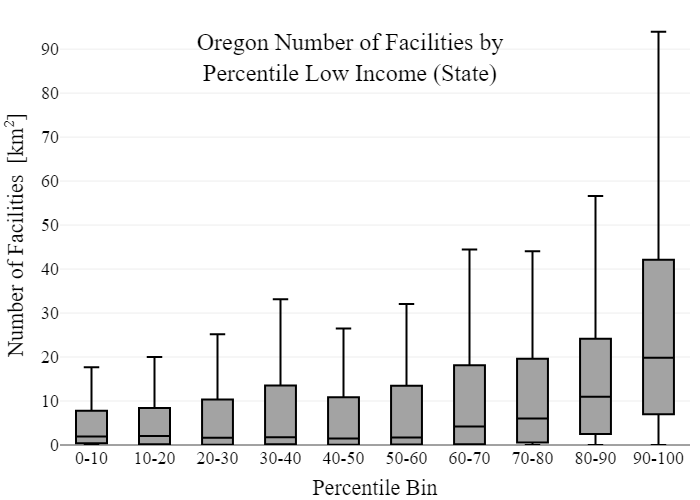 Oregon Number of Facilities by
Percentile Low Income (State)
Number of Facilities [km²]
90
80
70
60
50
40
30
20
10
0
0-10 10-20 20-30 30-40 40-50 50-60 60-70 70-80 80-90 90-100
Percentile Bin